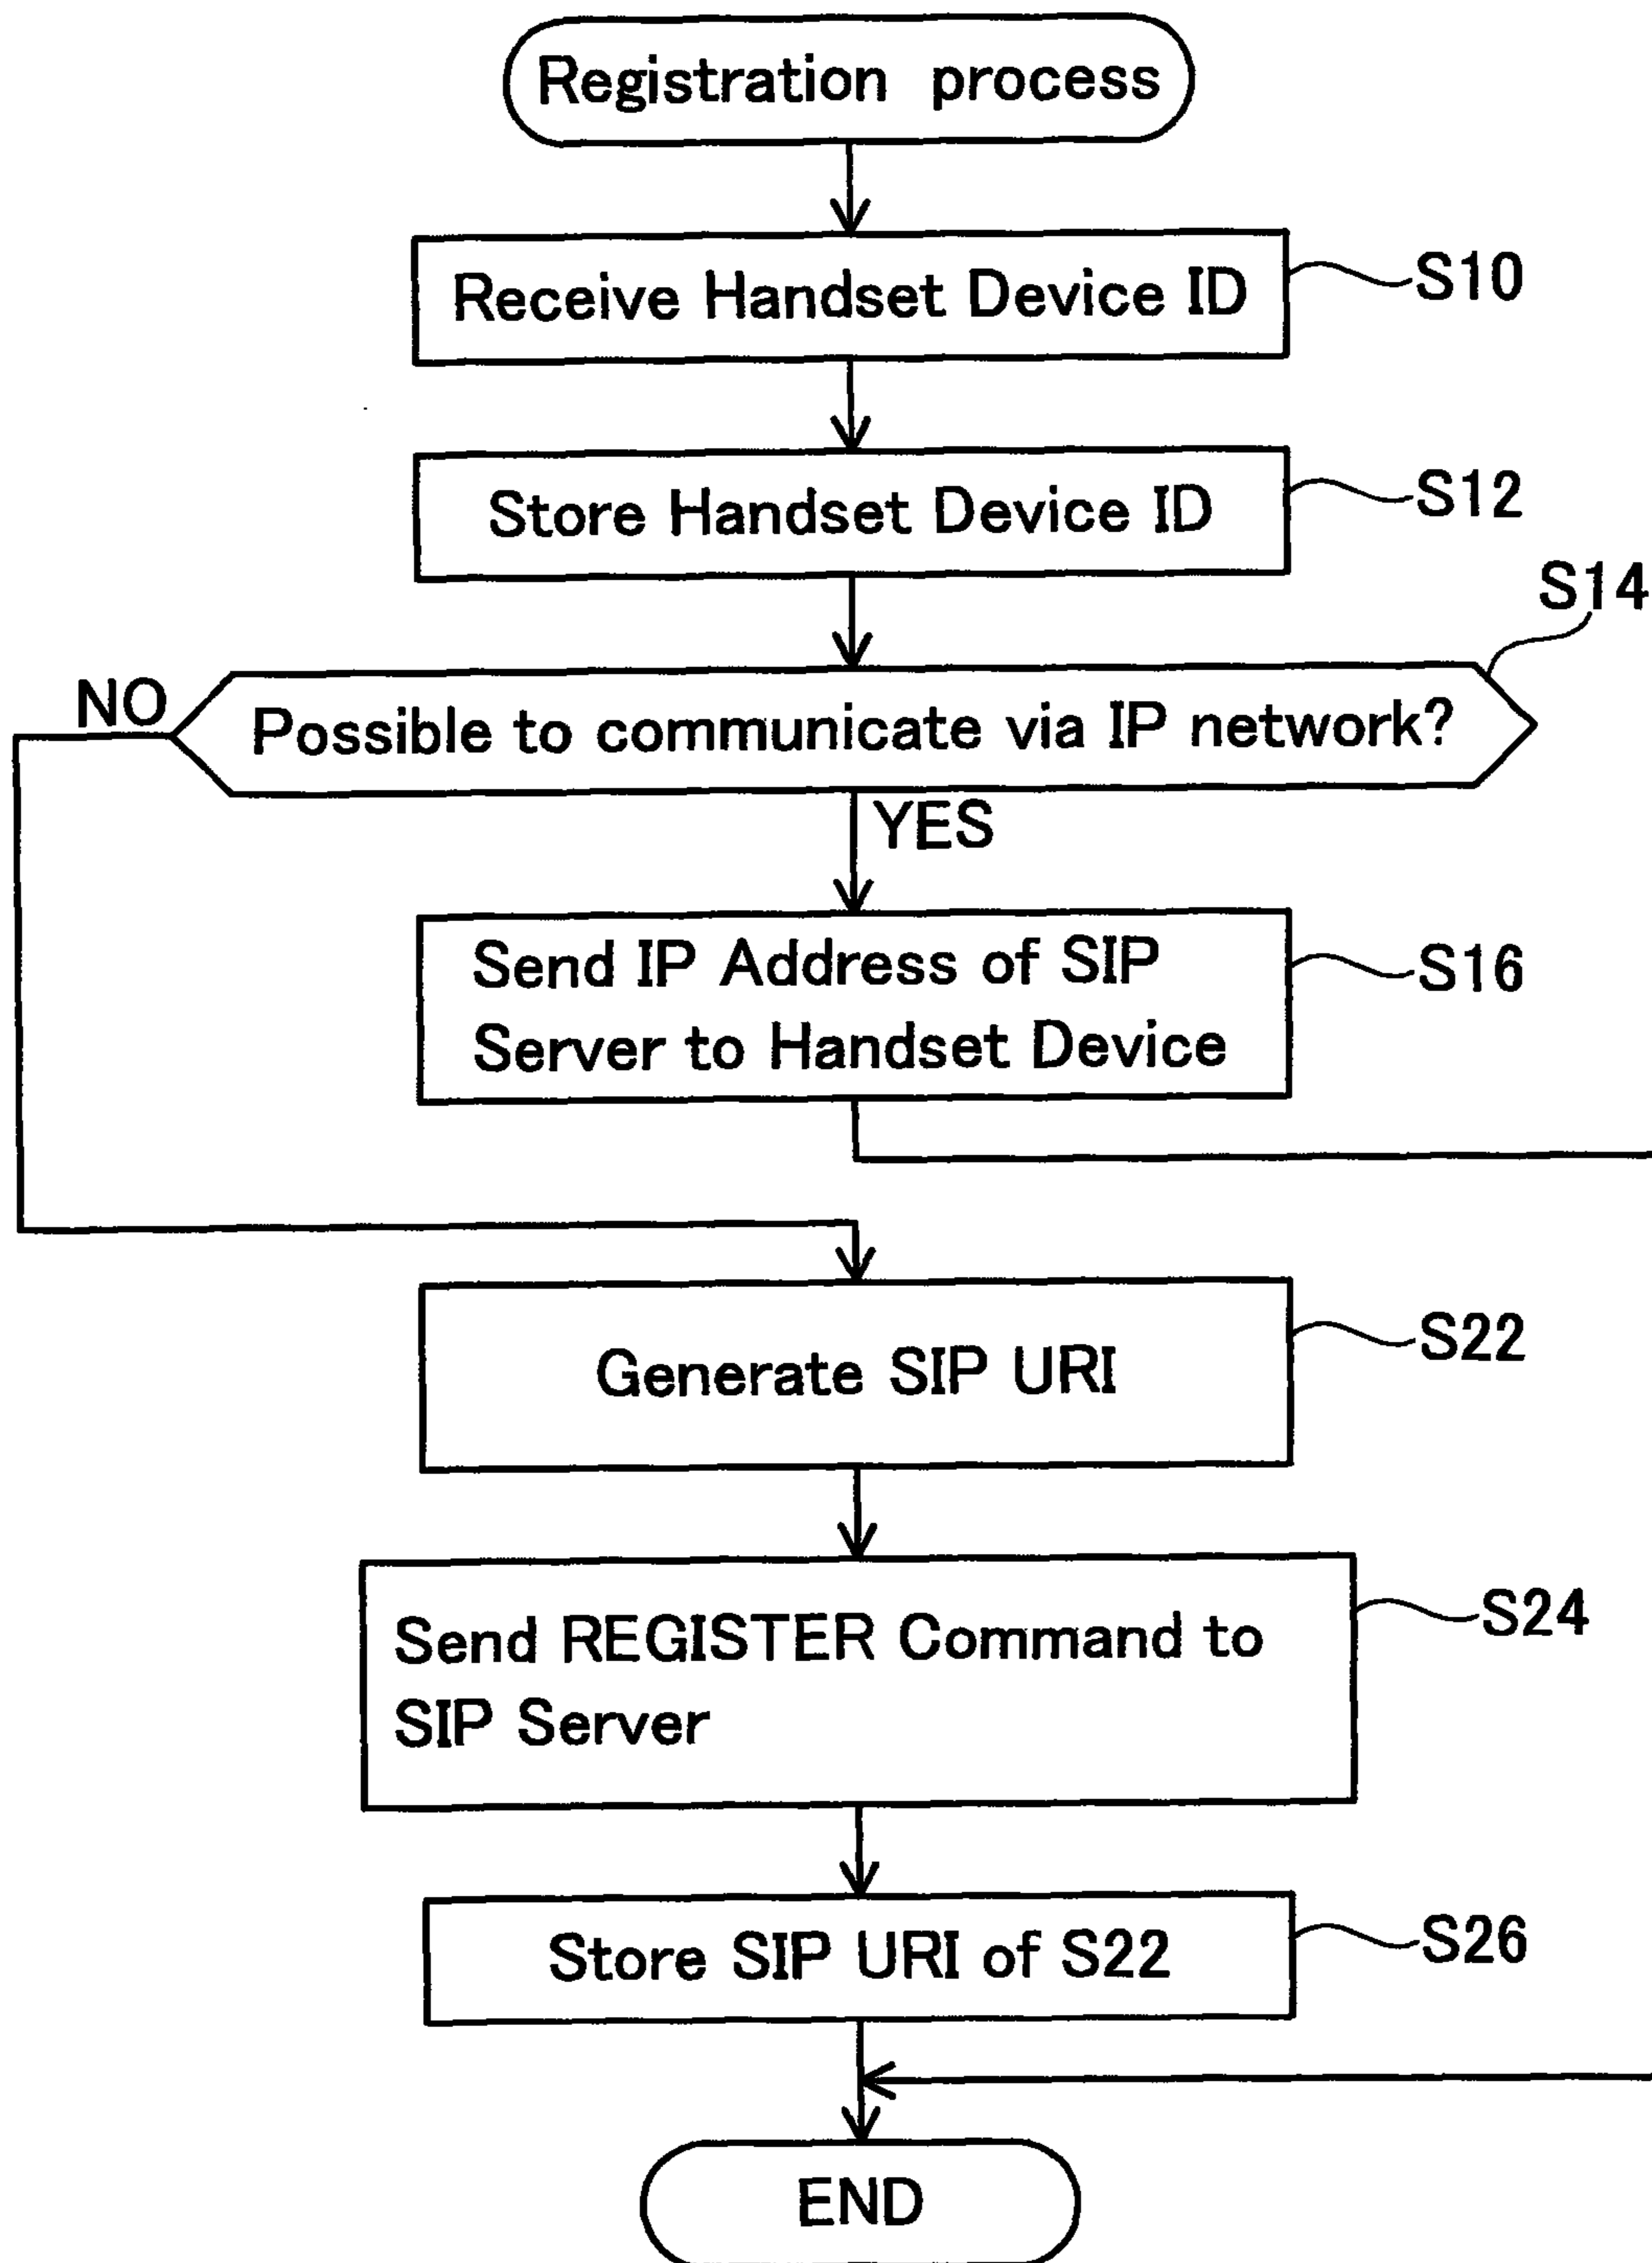 Registration process
Receive Handset Device ID
S10
Store Handset Device ID
S12
S14
NO
Possible to communicate via IP network?
YES
Send IP Address of SIP
Server to Handset Device
S16
Generate SIP URI
S22
Send REGISTER Command to
SIP Server
S24
Store SIP URI of S22
S26
END